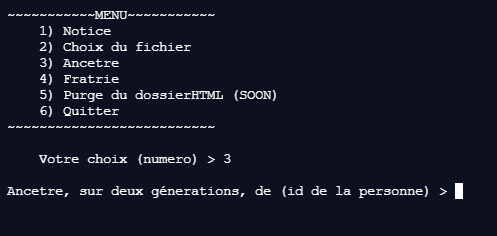 ~~~~~~~~~~~MENU~~~~~~~~~~~
1) Notice
2) Choix du fichier
3) Ancetre
4) Fratrie
5) Purge du dossierHTML (SOON)
6) Quitter
~~~~~~~~~~~~~~~~~~~~~~~~~~
Votre choix (numero) > 3
Ancetre, sur deux génerations, de (id de la personne) >